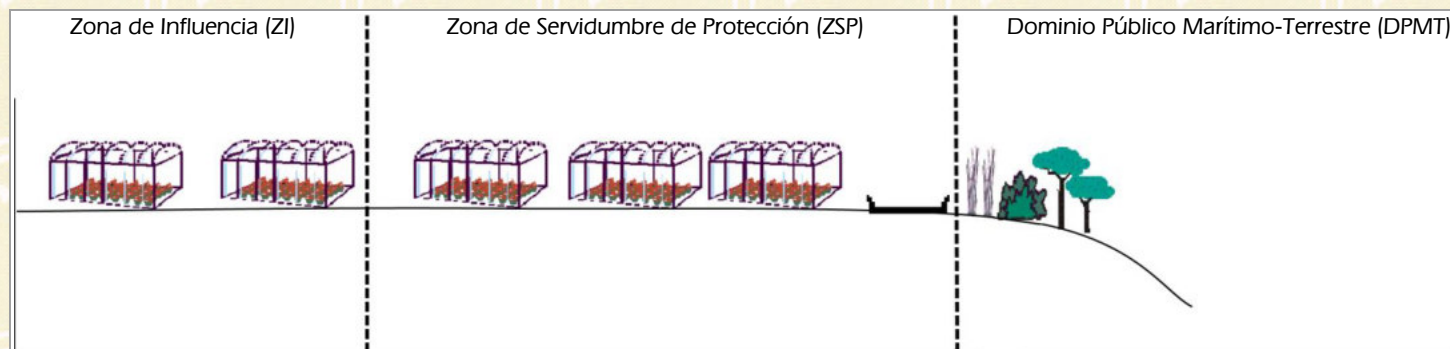 Zona de Influencia (ZI) Zona de Servidumbre de Protección (ZSP) Dominio Público Marítimo-Terrestre (DPMT)